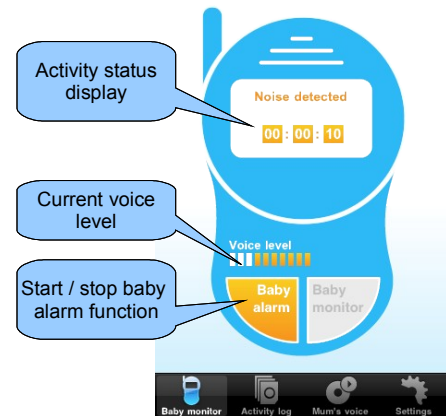 Activity status
display
Noise detected
00 : 00 : 10
Current voice
level
Voice level
Start / stop baby
alarm function
Baby
alarm
Baby
monitor
Baby monitor
Activity log
Mum's voice
Settings